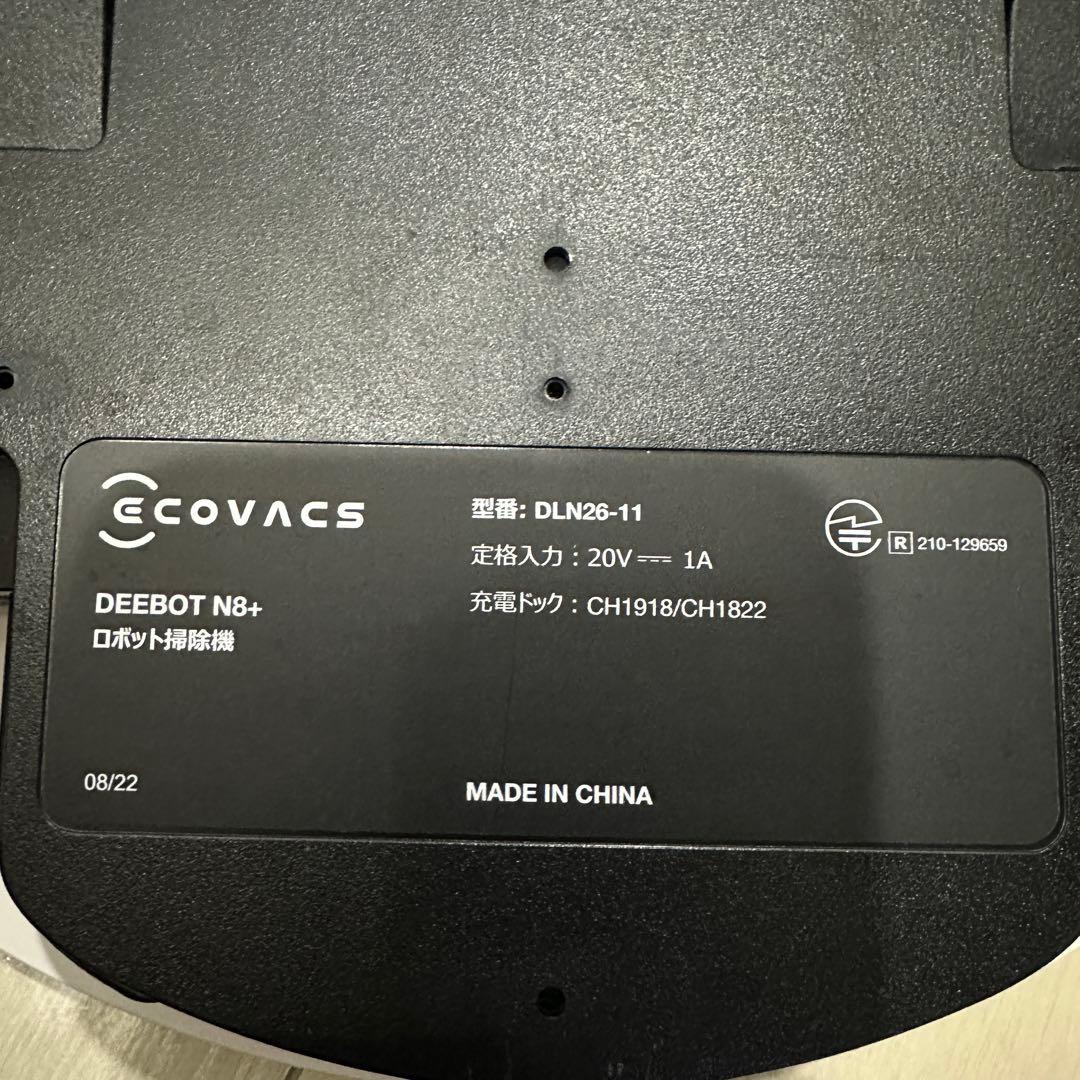 ECOVACS
DEEBOT N8+
ロボット掃除機
08/22
型番: DLN26-11
定格入力：20V⎓ 1A
充電ドック：CH1918/CH1822
R 210-129659
MADE IN CHINA